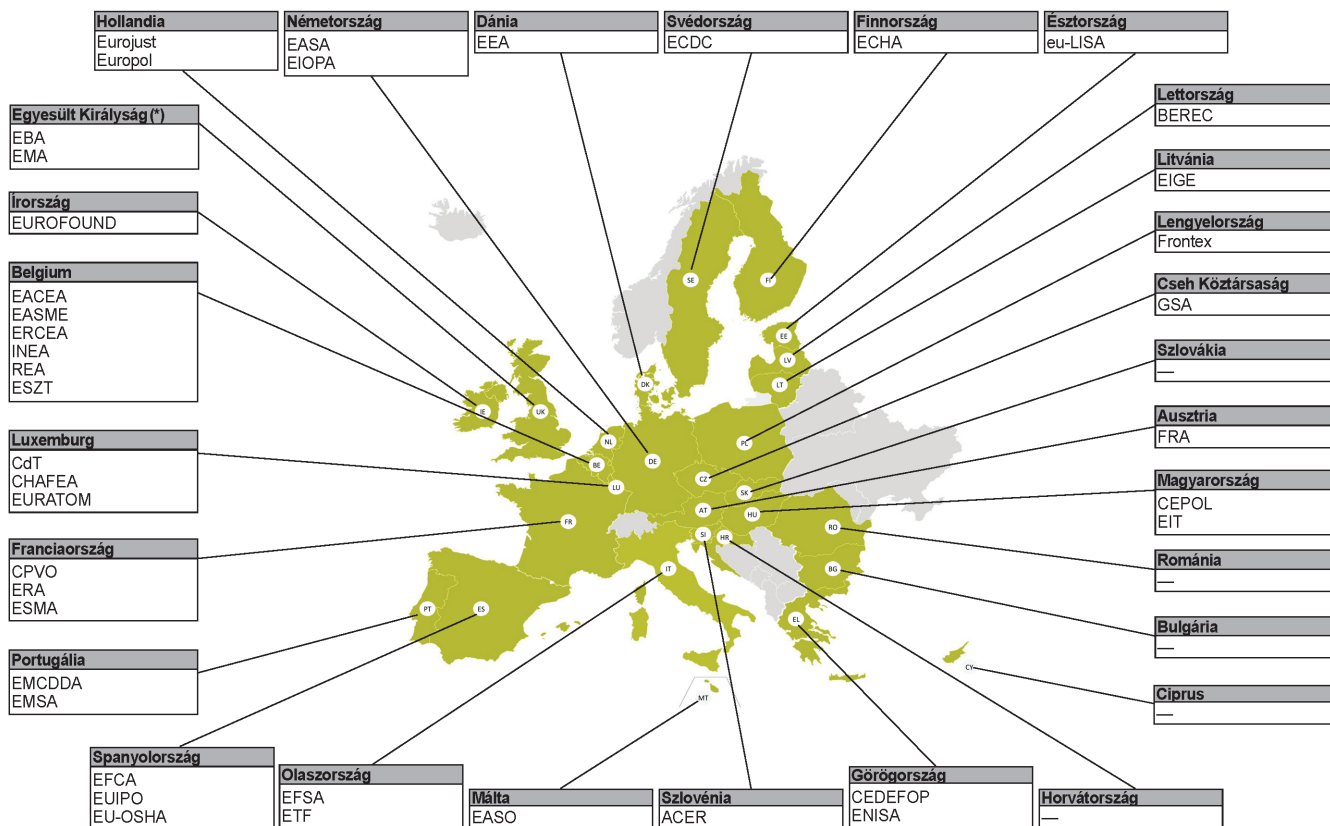 Hollandia
Eurojust
Europol
Németország
EASA
EIOPA
Dánia
EEA
Svédország
ECDC
Finnország
ECHA
Észtország
eu-LISA
Egyesült Királyság (*)
EBA
EMA
Írország
EUROFOUND
Belgium
EACEA
EASME
ERCEA
INEA
REA
ESZT
Luxemburg
CdT
CHAFEA
EURATOM
Franciaország
CPVO
ERA
ESMA
Portugália
EMCDDA
EMSA
Spanyolország
EFCA
EUIPO
EU-OSHA
Olaszország
EFSA
ETF
Málta
EASO
Szlovénia
ACER
Görögország
CEDEFOP
ENISA
Horvátország
—
Lettország
BEREC
Litvánia
EIGE
Lengyelország
Frontex
Cseh Köztársaság
GSA
Szlovákia
—
Ausztria
FRA
Magyarország
CEPOL
EIT
Románia
—
Bulgária
—
Ciprus
—
SE
FI
EE
LV
LT
DK
IE
UK
NL
PL
DE
BE
CZ
LU
SK
AT
HU
FR
RO
SI
HR
IT
BG
PT
ES
EL
CY
MT